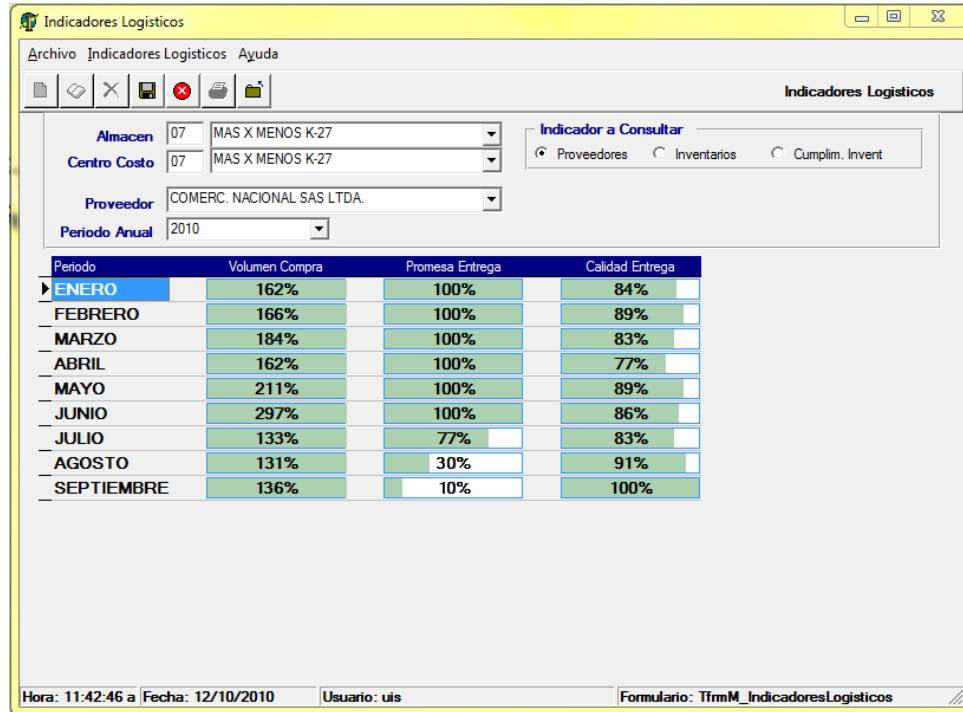 Indicadores Logisticos
Archivo Indicadores Logisticos Ayuda
Indicadores Logisticos
Almacen 07 MAS X MENOS K-27
Centro Costo 07 MAS X MENOS K-27
Proveedor COMERC. NACIONAL SAS LTDA.
Periodo Anual 2010
Indicador a Consultar
Proveedores Inventarios Cumplim. Invent
Periodo Volumen Compra Promesa Entrega Calidad Entrega
ENERO 162% 100% 84%
FEBRERO 166% 100% 89%
MARZO 184% 100% 83%
ABRIL 162% 100% 77%
MAYO 211% 100% 89%
JUNIO 297% 100% 86%
JULIO 133% 77% 83%
AGOSTO 131% 30% 91%
SEPTIEMBRE 136% 10% 100%
Hora: 11:42:46 a Fecha: 12/10/2010 Usuario: uis Formulario: TfrmM_IndicadoresLogisticos